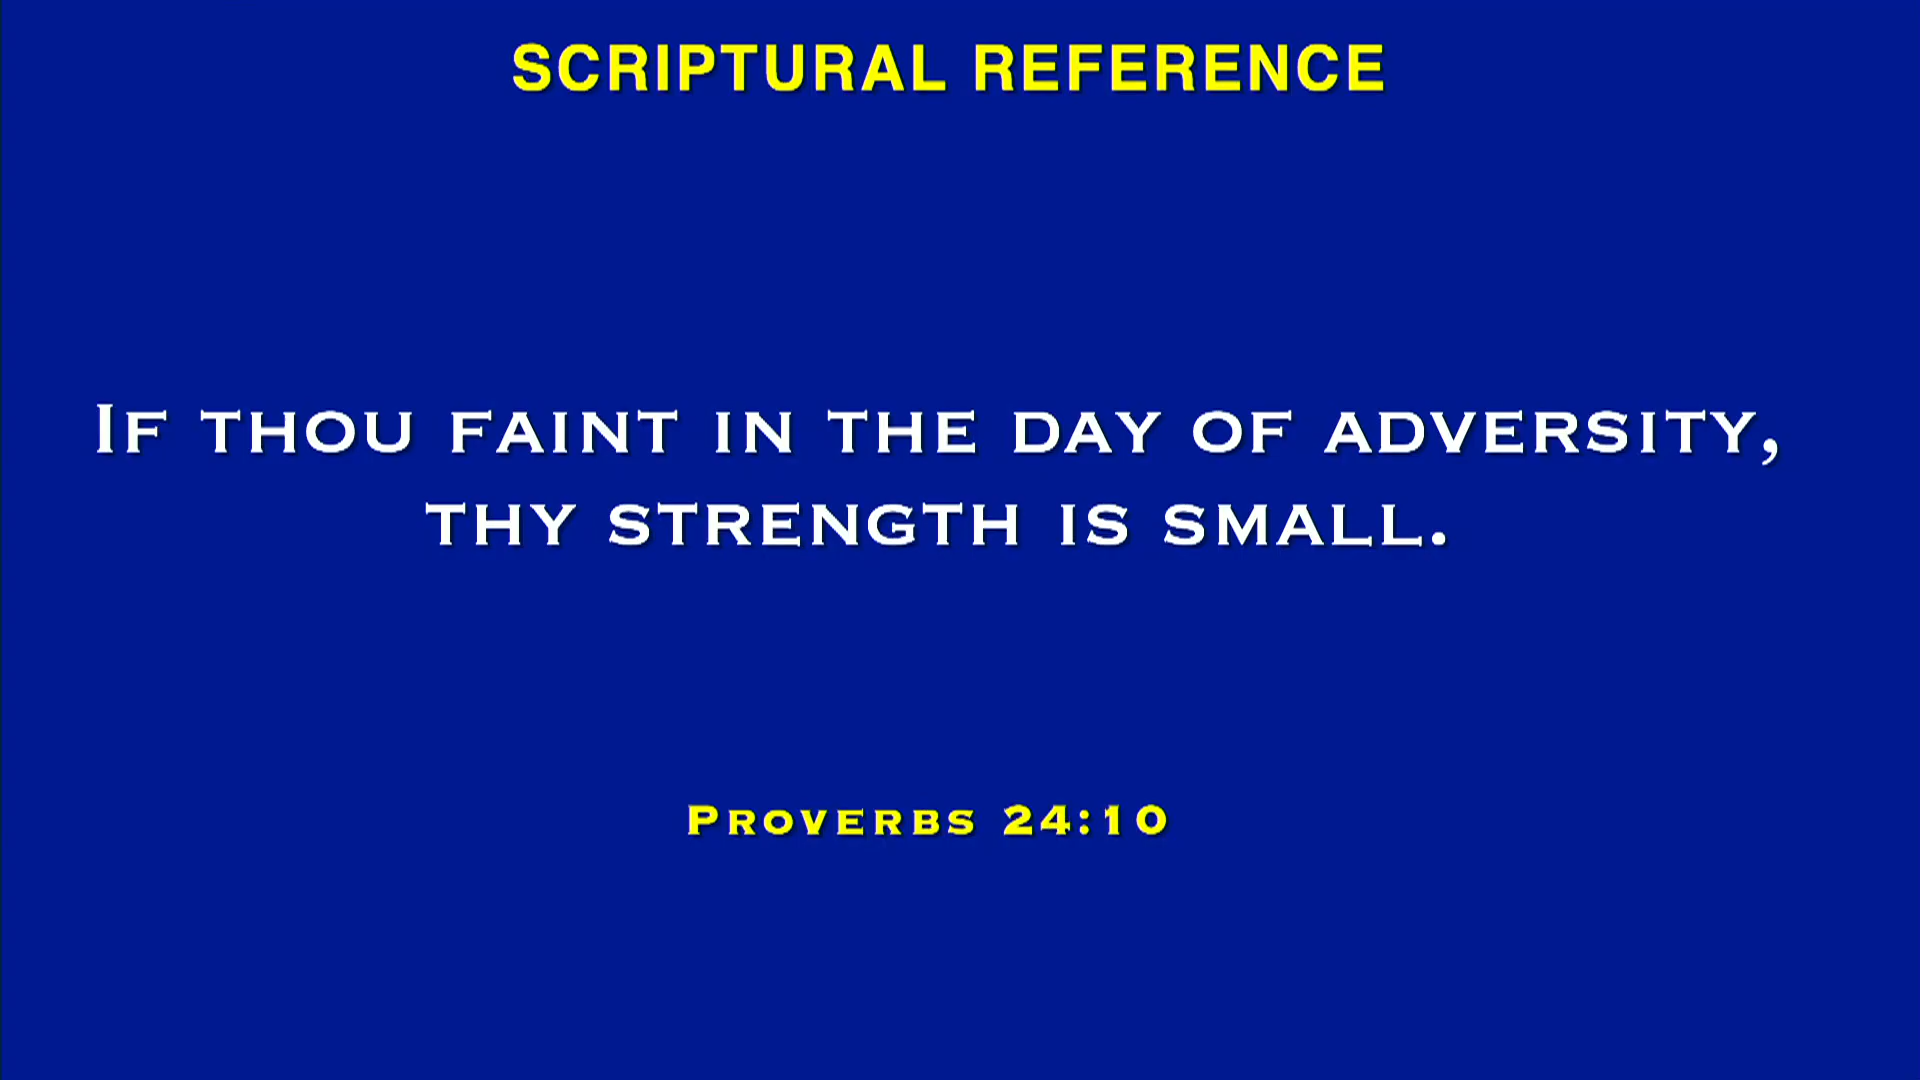 SCRIPTURAL REFERENCE
If thou faint in the day of adversity,
thy strength is small.
Proverbs 24:10